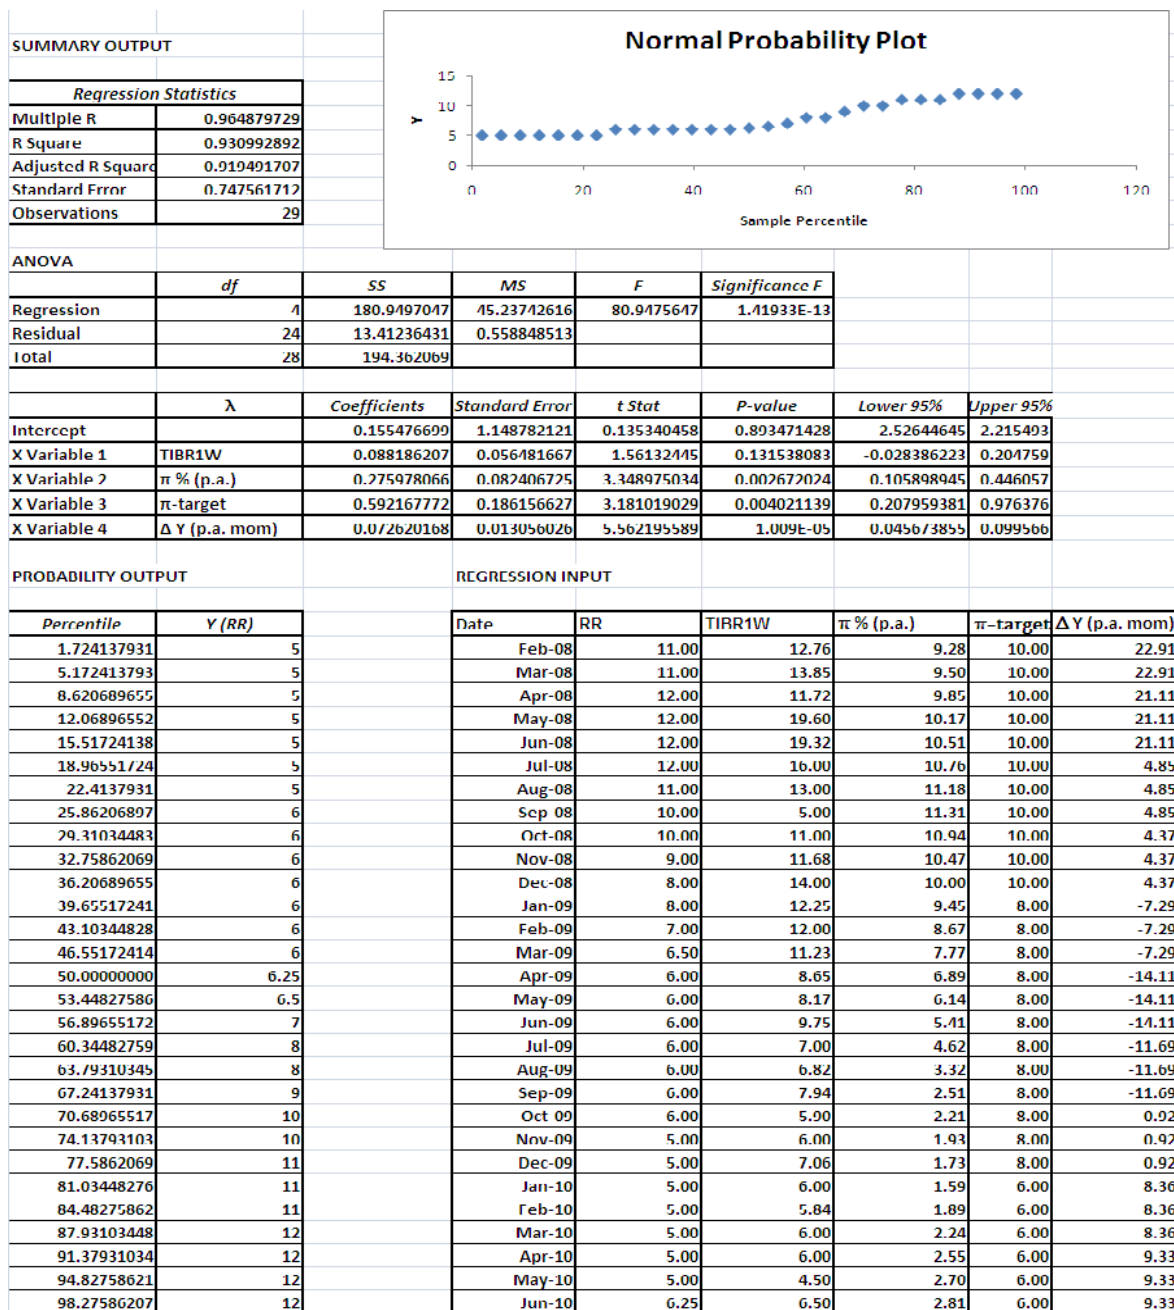 SUMMARY OUTPUT
Normal Probability Plot
15
10
5
0
Y
0 20 40 60 80 100 120
Sample Percentile
Regression Statistics
Multiple R 0.964879729
R Square 0.930992892
Adjusted R Square 0.919491707
Standard Error 0.747561712
Observations 29
ANOVA
df SS MS F Significance F
Regression 4 180.9497047 45.23742616 80.9475647 1.41933E-13
Residual 24 13.41236431 0.558848513
Total 28 194.362069
λ Coefficients Standard Error t Stat P-value Lower 95% Upper 95%
Intercept 0.155476699 1.148782121 0.135340458 0.893471428 2.52644645 2.215493
X Variable 1 TIBR1W 0.088186207 0.056481667 1.56132445 0.131538083 -0.028386223 0.204759
X Variable 2 π % (p.a.) 0.275978066 0.082406725 3.348975034 0.002672024 0.105898945 0.446057
X Variable 3 π-target 0.592167772 0.186156627 3.181019029 0.004021139 0.207959381 0.976376
X Variable 4 Δ Y (p.a. mom) 0.072620168 0.013056026 5.562195589 1.009E-05 0.045673855 0.099566
PROBABILITY OUTPUT REGRESSION INPUT
Percentile Y (RR) Date RR TIBR1W π % (p.a.) π-target Δ Y (p.a. mom)
1.724137931 5 Feb-08 11.00 12.76 9.28 10.00 22.91
5.172413793 5 Mar-08 11.00 13.85 9.50 10.00 22.91
8.620689655 5 Apr-08 12.00 11.72 9.85 10.00 21.11
12.06896552 5 May-08 12.00 19.60 10.17 10.00 21.11
15.51724138 5 Jun-08 12.00 19.32 10.51 10.00 21.11
18.96551724 5 Jul-08 12.00 16.00 10.76 10.00 4.85
22.4137931 5 Aug-08 11.00 13.00 11.18 10.00 4.85
25.86206897 6 Sep 08 10.00 5.00 11.31 10.00 4.85
29.31034483 6 Oct-08 10.00 11.00 10.94 10.00 4.37
32.75862069 6 Nov-08 9.00 11.68 10.47 10.00 4.37
36.20689655 6 Dec-08 8.00 14.00 10.00 10.00 4.37
39.65517241 6 Jan-09 8.00 12.25 9.45 8.00 -7.29
43.10344828 6 Feb-09 7.00 12.00 8.67 8.00 -7.29
46.55172414 6 Mar-09 6.50 11.23 7.77 8.00 -7.29
50.00000000 6.25 Apr-09 6.00 8.65 6.89 8.00 -14.11
53.44827586 6.5 May-09 6.00 8.17 6.14 8.00 -14.11
56.89655172 7 Jun-09 6.00 9.75 5.41 8.00 -14.11
60.34482759 8 Jul-09 6.00 7.00 4.62 8.00 -11.69
63.79310345 8 Aug-09 6.00 6.82 3.32 8.00 -11.69
67.24137931 9 Sep-09 6.00 7.94 2.51 8.00 -11.69
70.68965517 10 Oct 09 6.00 5.90 2.21 8.00 0.92
74.13793103 10 Nov-09 5.00 6.00 1.93 8.00 0.92
77.5862069 11 Dec-09 5.00 7.06 1.73 8.00 0.92
81.03448276 11 Jan-10 5.00 6.00 1.59 6.00 8.36
84.48275862 11 Feb-10 5.00 5.84 1.89 6.00 8.36
87.93103448 12 Mar-10 5.00 6.00 2.24 6.00 8.36
91.37931034 12 Apr-10 5.00 6.00 2.55 6.00 9.33
94.82758621 12 May-10 5.00 4.50 2.70 6.00 9.33
98.27586207 12 Jun-10 6.25 6.50 2.81 6.00 9.33